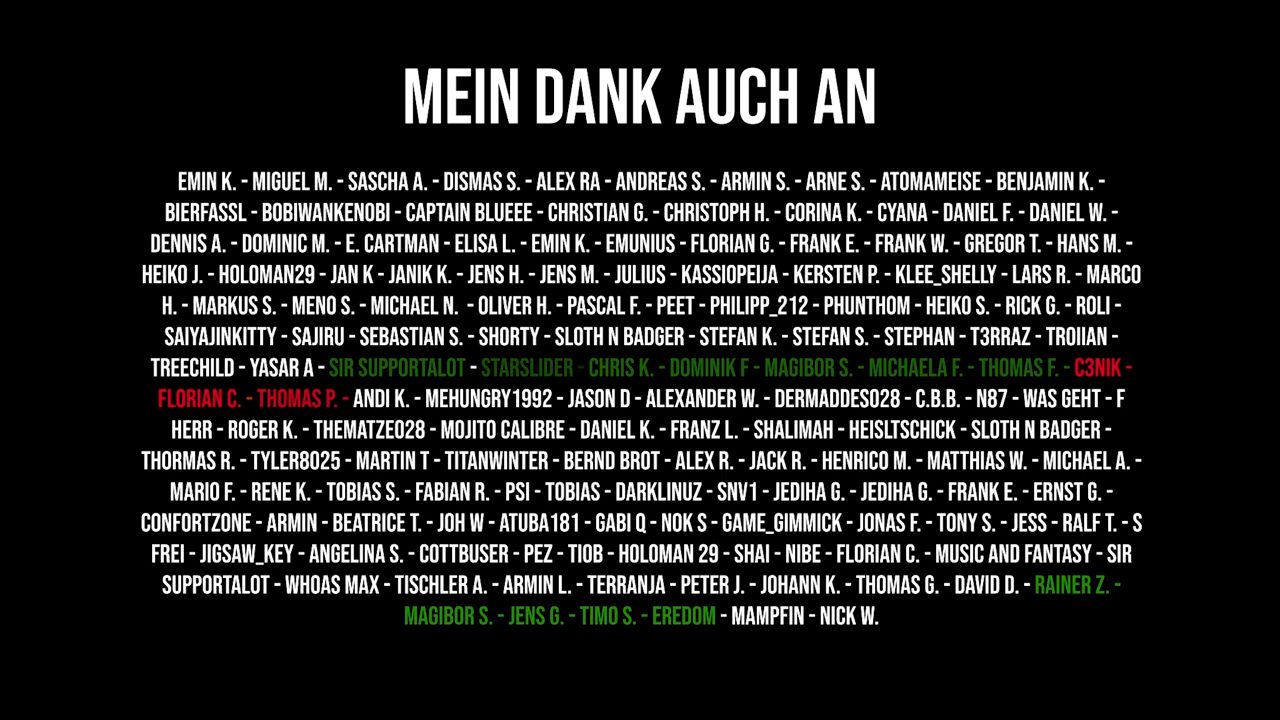 MEIN DANK AUCH AN
EMIN K. - MIGUEL M. - SASCHA A. - DISMAS S. - ALEX RA - ANDREAS S. - ARMIN S. - ARNE S. - ATOMAMEISE - BENJAMIN K. -
BIERFASSL - BOBIWANKENOBI - CAPTAIN BLUEEE - CHRISTIAN G. - CHRISTOPH H. - CORINA K. - CYANA - DANIEL F. - DANIEL W. -
DENNIS A. - DOMINIC M. - E. CARTMAN - ELISA L. - EMIN K. - EMUNIUS - FLORIAN G. - FRANK E. - FRANK W. - GREGOR T. - HANS M. -
HEIKO J. - HOLOMAN29 - JAN K - JANIK K. - JENS H. - JENS M. - JULIUS - KASSIOPEIJA - KERSTEN P. - KLEE_SHELLY - LARS R. - MARCO
H. - MARKUS S. - MENO S. - MICHAEL N. - OLIVER H. - PASCAL F. - PEET - PHILIPP_212 - PHUNTHOM - HEIKO S. - RICK G. - ROLI -
SAIYAJINKITTY - SAJIRU - SEBASTIAN S. - SHORTY - SLOTH N BADGER - STEFAN K. - STEFAN S. - STEPHAN - T3RRAZ - TROIIAN -
TREECHILD - YASAR A - SIR SUPPORTALOT - STARSLIDER - CHRIS K. - DOMINIK F - MAGIBOR S. - MICHAELA F. - THOMAS F. - C3NIK -
FLORIAN C. - THOMAS P. - ANDI K. - MEHUNGRY1992 - JASON D - ALEXANDER W. - DERMADDES028 - C.B.B. - N87 - WAS GEHT - F
HERR - ROGER K. - THEMATZE028 - MOJITO CALIBRE - DANIEL K. - FRANZ L. - SHALIMAH - HEISLTSCHICK - SLOTH N BADGER -
THORMAS R. - TYLER8025 - MARTIN T - TITANWINTER - BERND BROT - ALEX R. - JACK R. - HENRICO M. - MATTHIAS W. - MICHAEL A. -
MARIO F. - RENE K. - TOBIAS S. - FABIAN R. - PSI - TOBIAS - DARKLINUZ - SNV1 - JEDIHA G. - JEDIHA G. - FRANK E. - ERNST G. -
CONFORTZONE - ARMIN - BEATRICE T. - JOH W - ATUBA181 - GABI Q - NOK S - GAME_GIMMICK - JONAS F. - TONY S. - JESS - RALF T. - S
FREI - JIGSAW_KEY - ANGELINA S. - COTTBUSER - PEZ - TIOB - HOLOMAN 29 - SHAI - NIBE - FLORIAN C. - MUSIC AND FANTASY - SIR
SUPPORTALOT - WHOAS MAX - TISCHLER A. - ARMIN L. - TERRANJA - PETER J. - JOHANN K. - THOMAS G. - DAVID D. - RAINER Z. -
MAGIBOR S. - JENS G. - TIMO S. - EREDOM - MAMPFIN - NICK W.